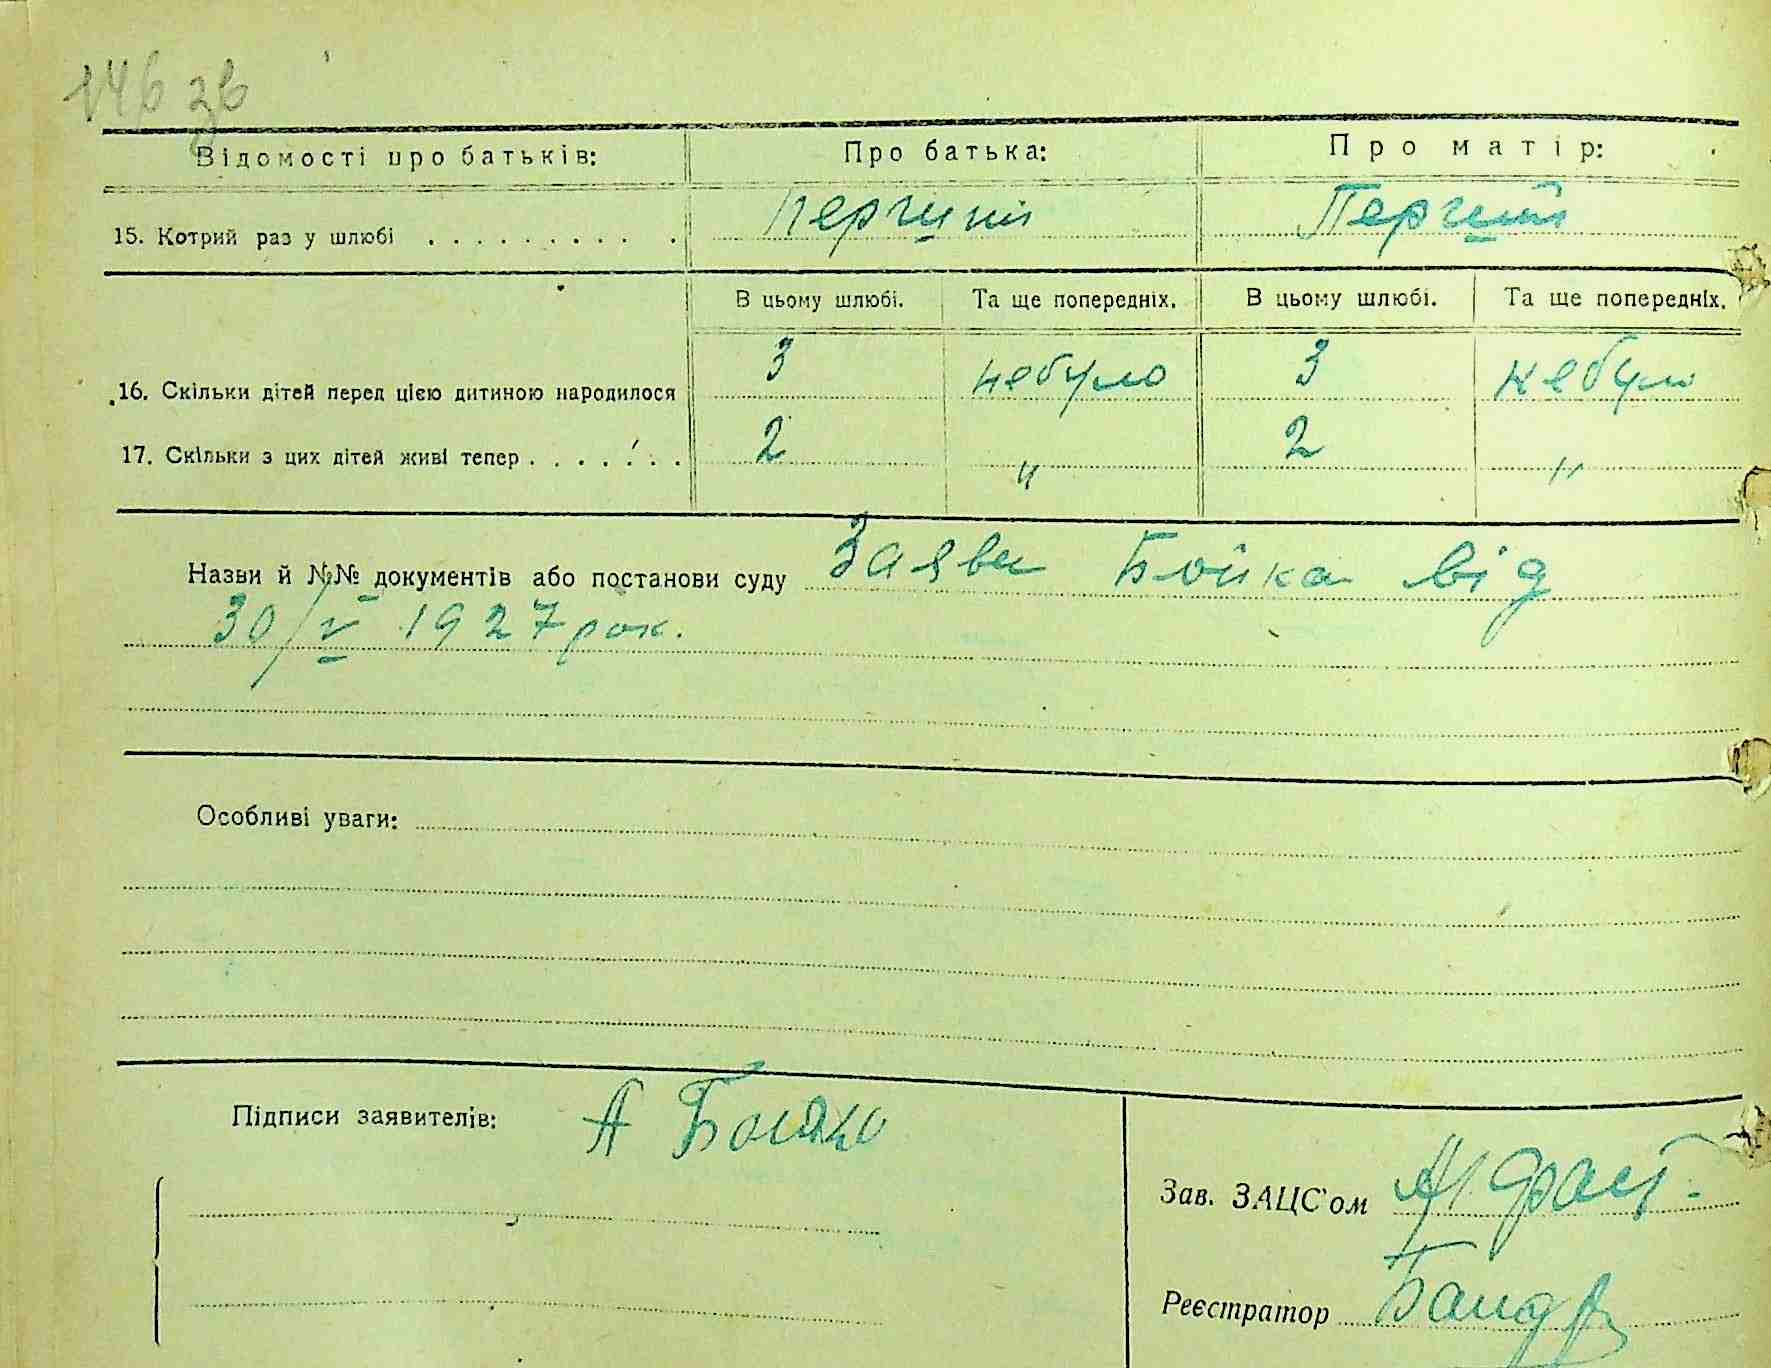 146 зв
Відомості про батьків: Про батька: Про матір:
15. Котрий раз у шлюбі . . . . . . . . . Перший Перший
В цьому шлюбі. Та ще попередніх. В цьому шлюбі. Та ще попередніх.
16. Скільки дітей перед цією дитиною народилося 3 небуло 3 небуло
17. Скільки з цих дітей живі тепер . . . . . . . 2 " 2 "
Назви й №№ документів або постанови суду Заява Бойка від
30/V 1927 рок.
Особливі уваги:
Підписи заявителів: А Бойко
Зав. ЗАЦС'ом
Реєстратор